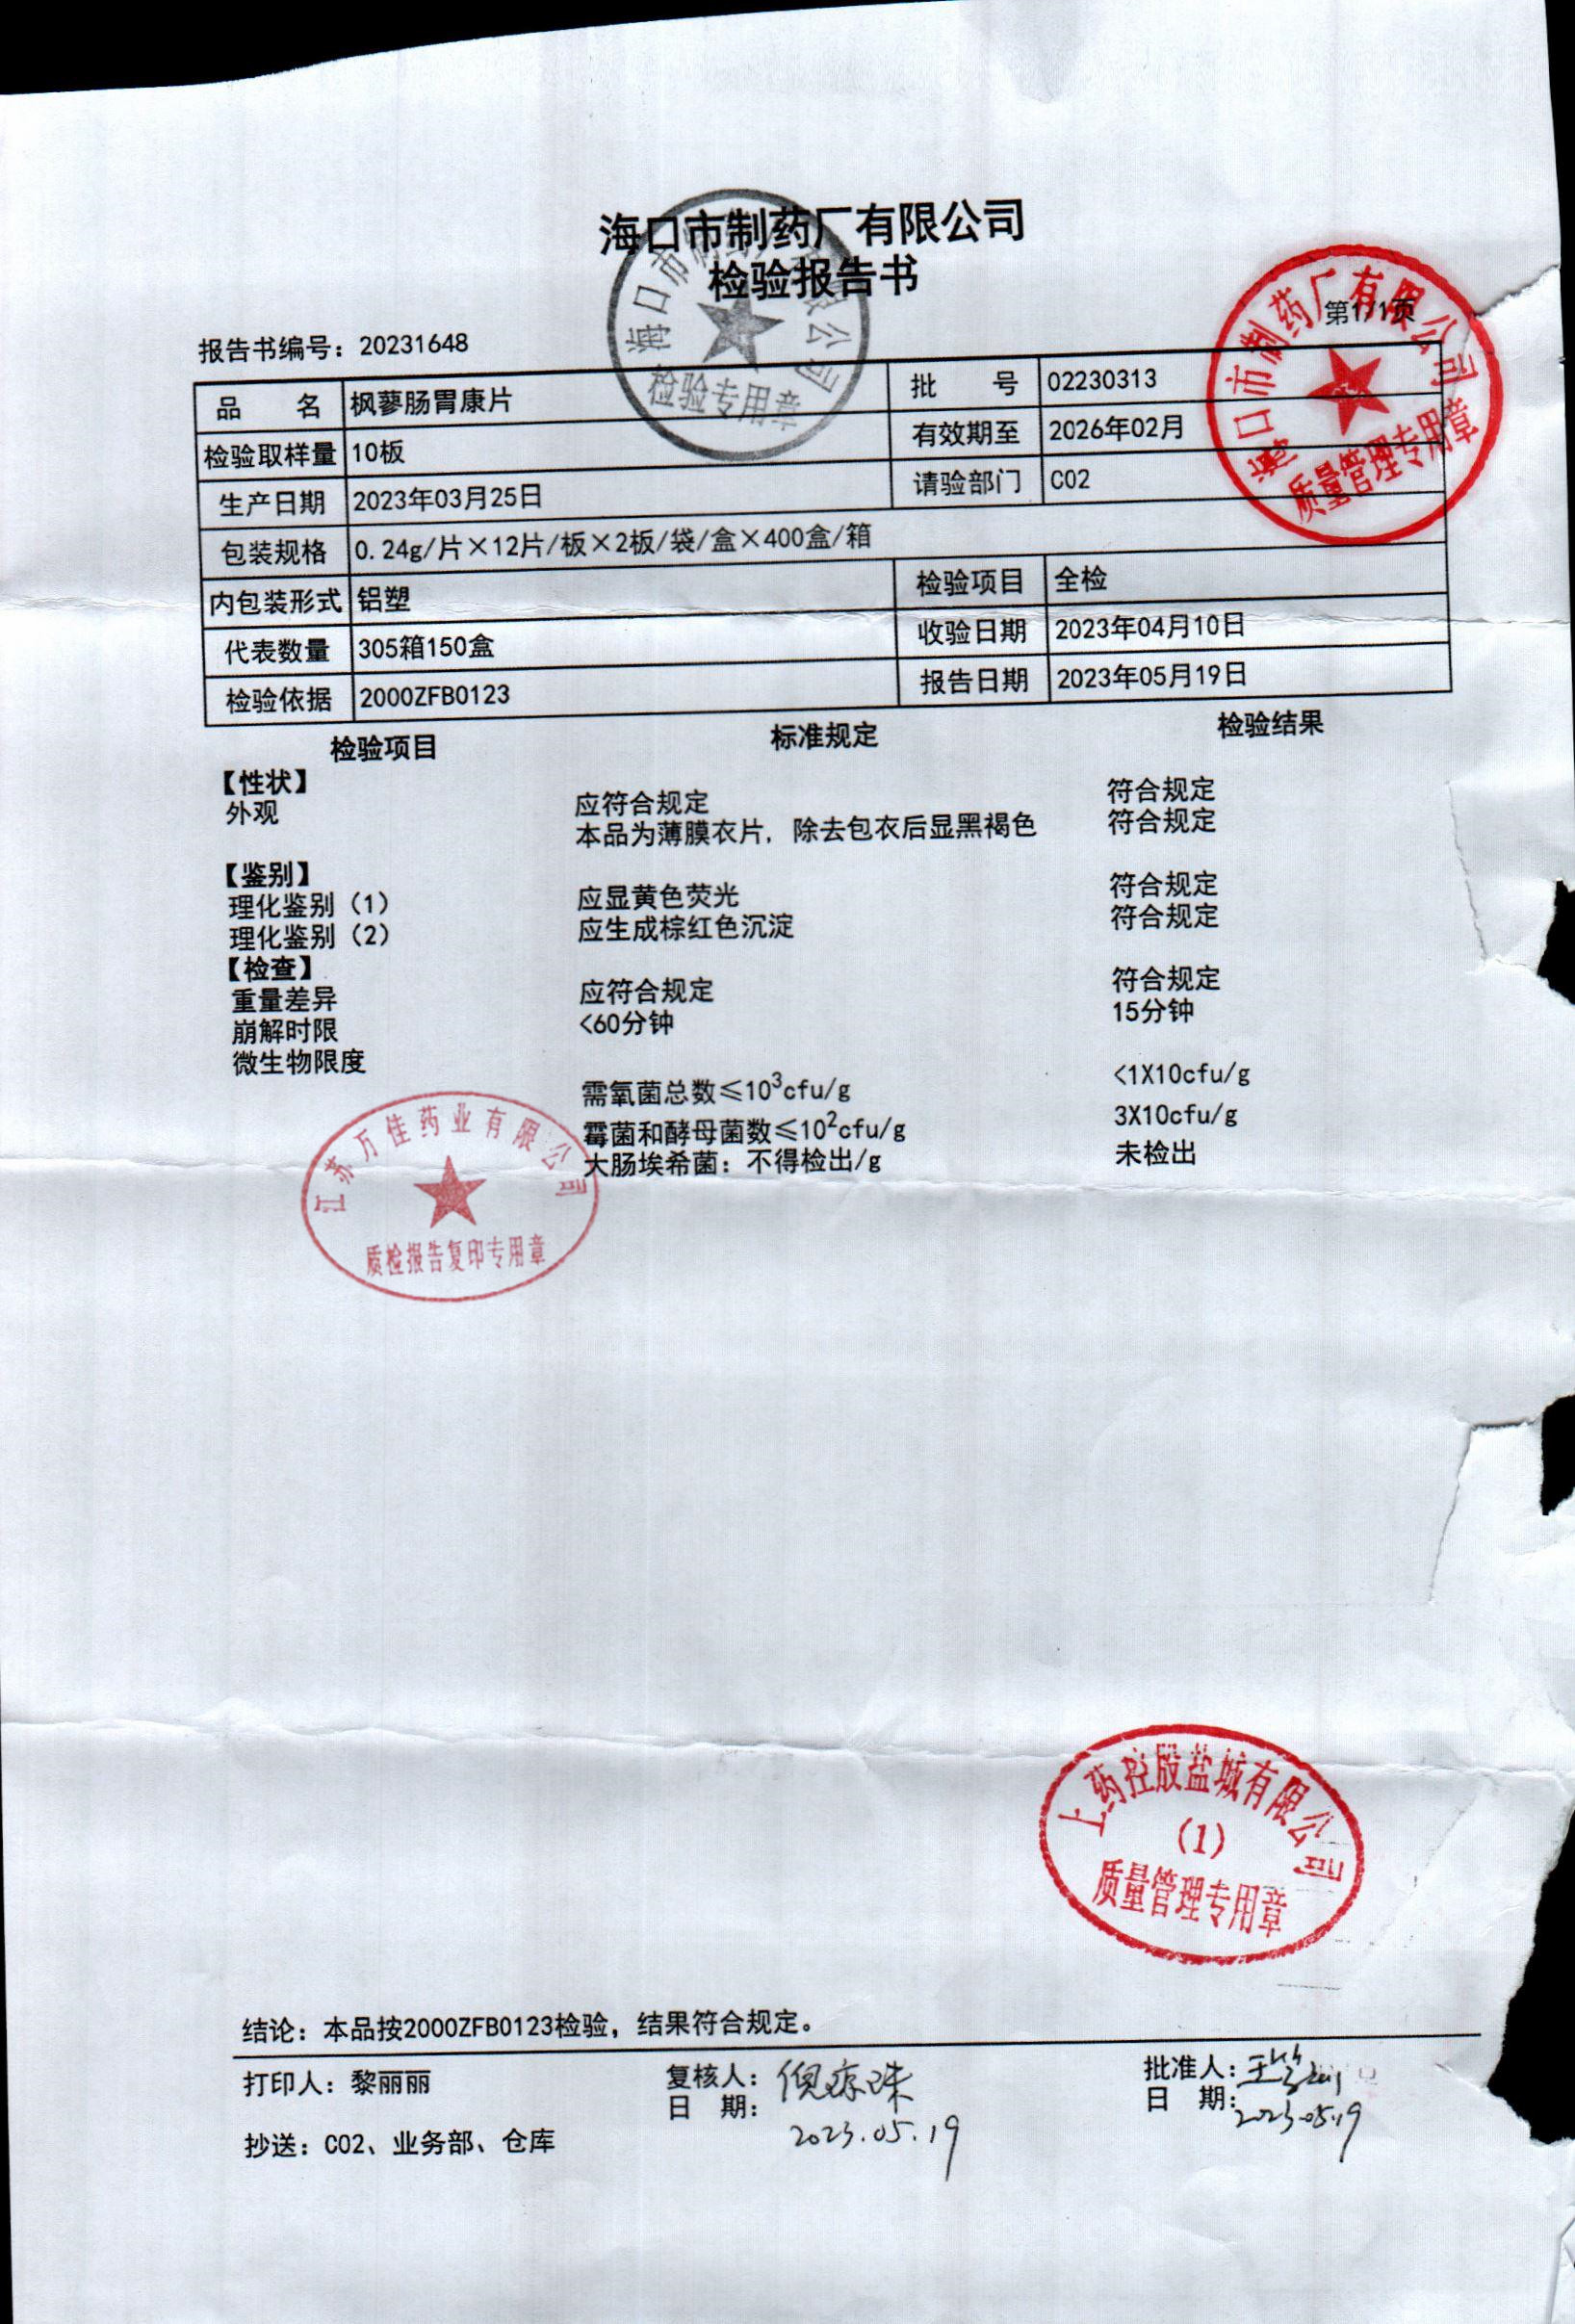 海口市制药厂有限公司
检验报告书
第1/1页
报告书编号：20231648
品 名 枫蓼肠胃康片 批 号 02230313
检验取样量 10板 有效期至 2026年02月
生产日期 2023年03月25日 请验部门 C02
包装规格 0.24g/片×12片/板×2板/袋/盒×400盒/箱
内包装形式 铝塑 检验项目 全检
代表数量 305箱150盒 收验日期 2023年04月10日
检验依据 2000ZFB0123 报告日期 2023年05月19日
检验项目 标准规定 检验结果
【性状】 应符合规定 符合规定
外观 本品为薄膜衣片，除去包衣后显黑褐色 符合规定
【鉴别】
理化鉴别（1） 应显黄色荧光 符合规定
理化鉴别（2） 应生成棕红色沉淀 符合规定
【检查】
重量差异 应符合规定 符合规定
崩解时限 <60分钟 15分钟
微生物限度
需氧菌总数≤10³cfu/g <1X10cfu/g
霉菌和酵母菌数≤10²cfu/g 3X10cfu/g
大肠埃希菌：不得检出/g 未检出
海口市制药厂有限公司
检验专用章
海口市制药厂有限公司
质量管理专用章
江苏万佳药业有限公司
质检报告复印专用章
上药控股盐城有限公司
(1)
质量管理专用章
结论：本品按2000ZFB0123检验，结果符合规定。
打印人：黎丽丽 复核人：倪琼珠 批准人：王
日 期：2023.05.19 日 期：2023.05.19
抄送：C02、业务部、仓库